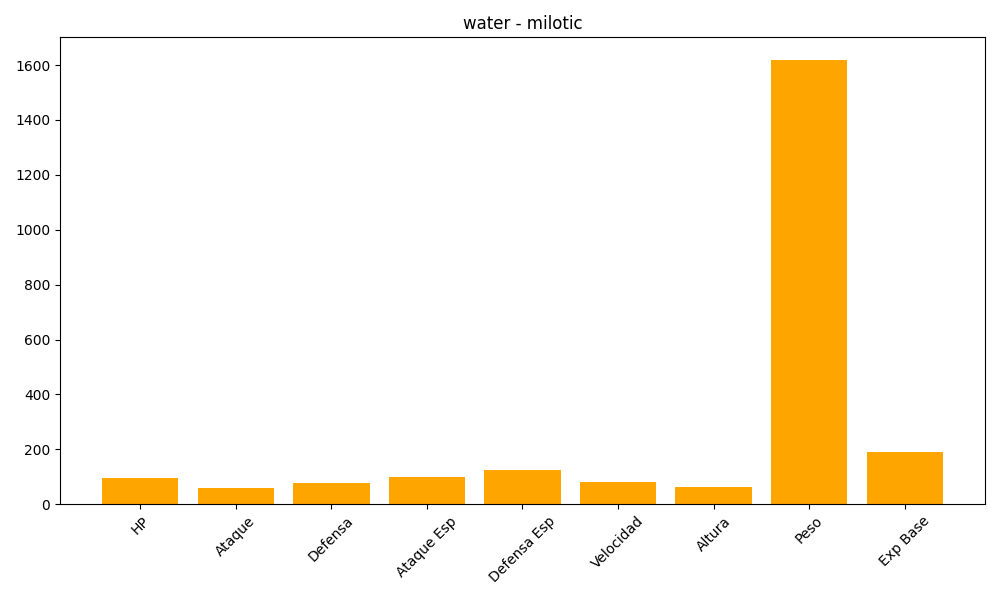 water - milotic
1600
1400
1200
1000
800
600
400
200
0
HP
Ataque
Defensa
Ataque Esp
Defensa Esp
Velocidad
Altura
Peso
Exp Base